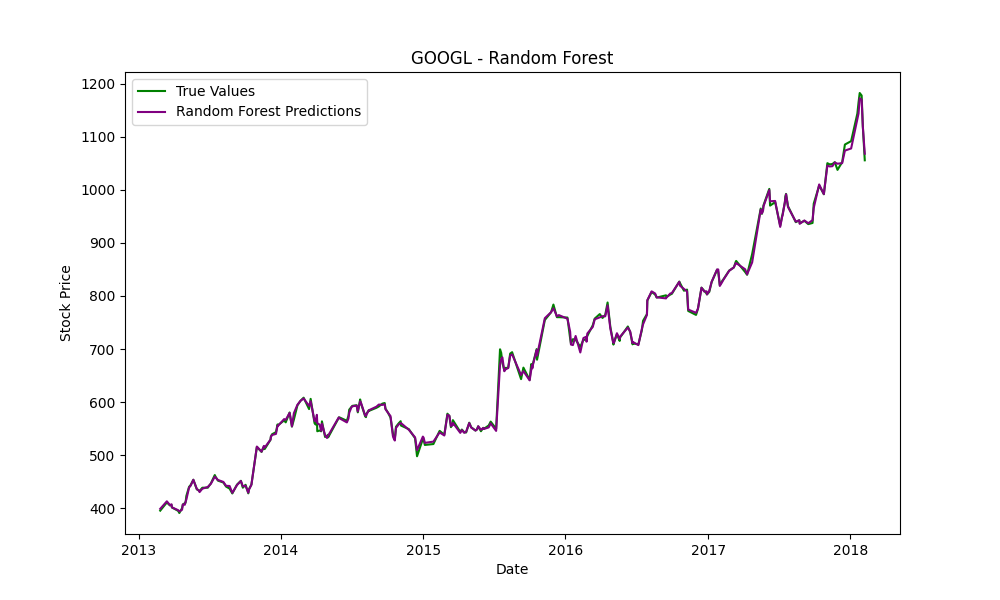 GOOGL - Random Forest
True Values
Random Forest Predictions
1200
1100
1000
900
800
700
600
500
400
Stock Price
2013 2014 2015 2016 2017 2018
Date